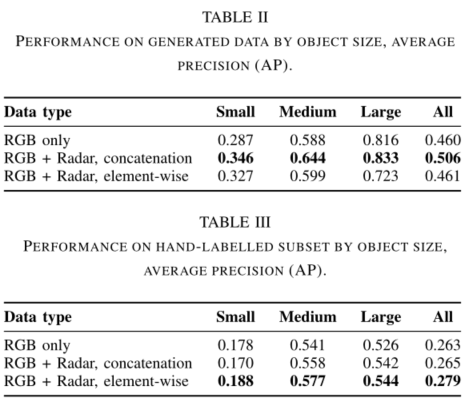 TABLE II
PERFORMANCE ON GENERATED DATA BY OBJECT SIZE, AVERAGE
PRECISION (AP).
Data type Small Medium Large All
RGB only 0.287 0.588 0.816 0.460
RGB + Radar, concatenation 0.346 0.644 0.833 0.506
RGB + Radar, element-wise 0.327 0.599 0.723 0.461
TABLE III
PERFORMANCE ON HAND-LABELLED SUBSET BY OBJECT SIZE,
AVERAGE PRECISION (AP).
Data type Small Medium Large All
RGB only 0.178 0.541 0.526 0.263
RGB + Radar, concatenation 0.170 0.558 0.542 0.265
RGB + Radar, element-wise 0.188 0.577 0.544 0.279